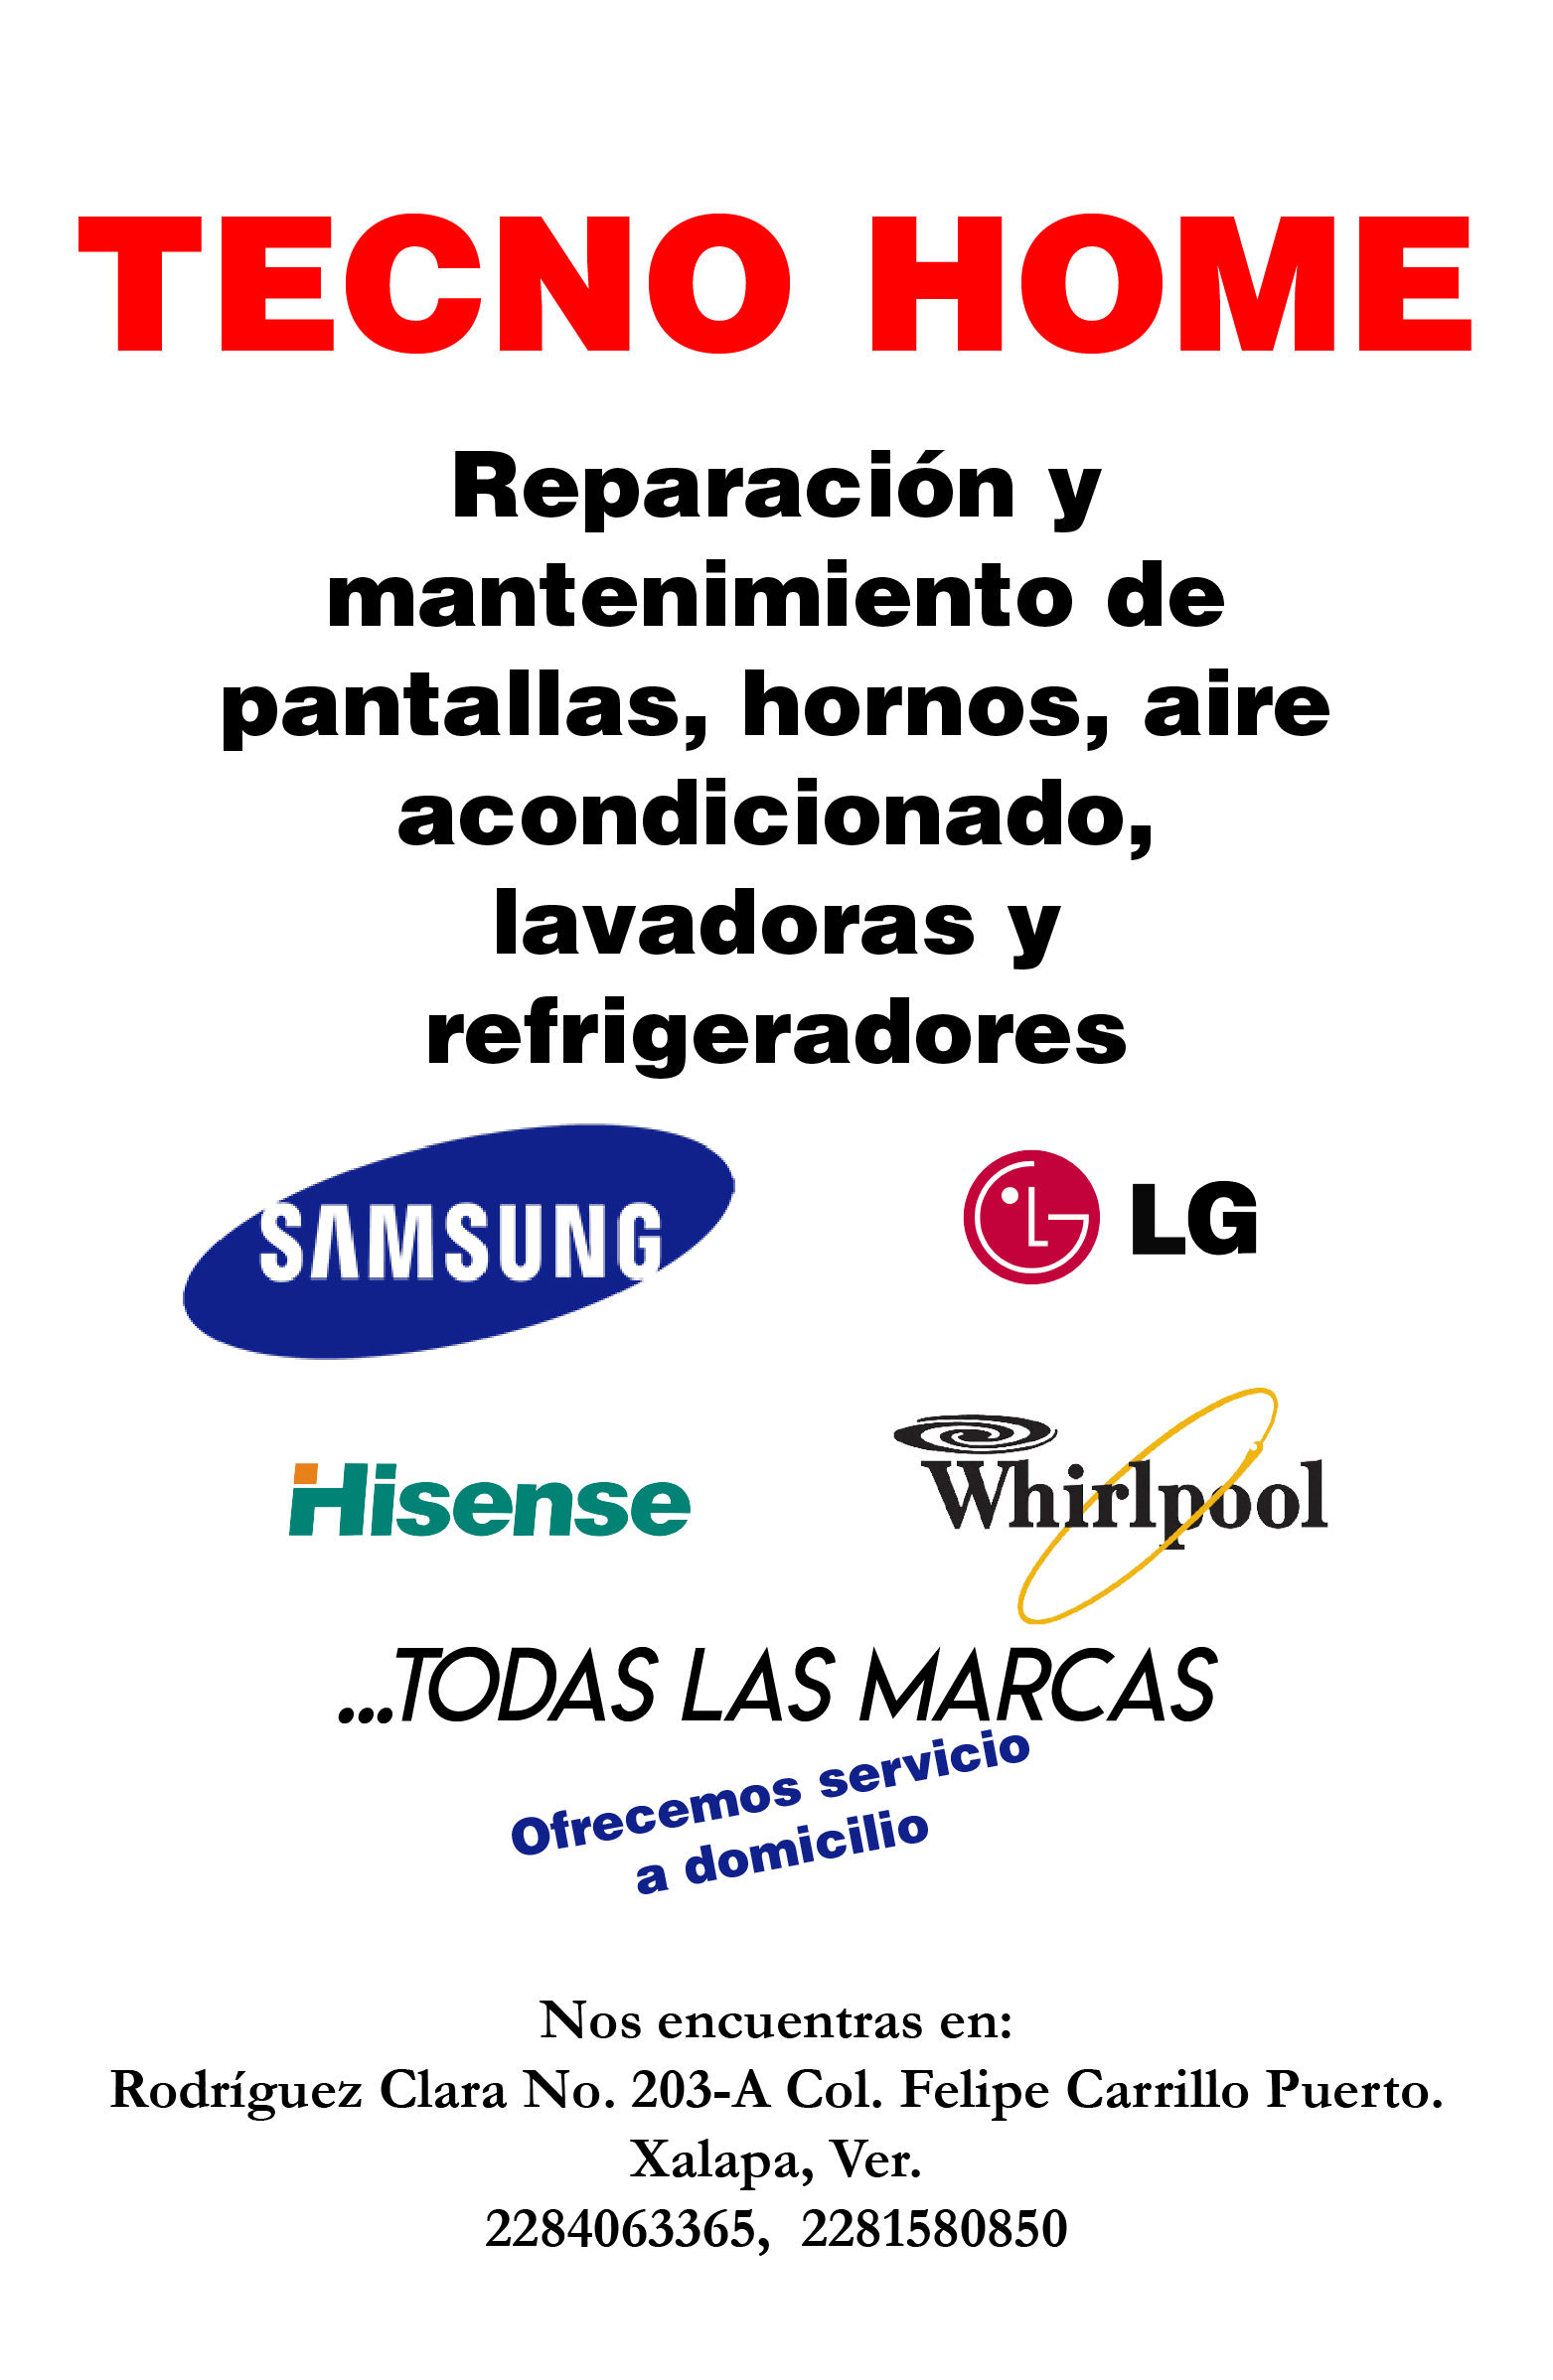 TECNO HOME
Reparación y
mantenimiento de
pantallas, hornos, aire
acondicionado,
lavadoras y
refrigeradores
SAMSUNG
LG
Hisense
Whirlpool
...TODAS LAS MARCAS
Ofrecemos servicio
a domicilio
Nos encuentras en:
Rodríguez Clara No. 203-A Col. Felipe Carrillo Puerto.
Xalapa, Ver.
2284063365, 2281580850